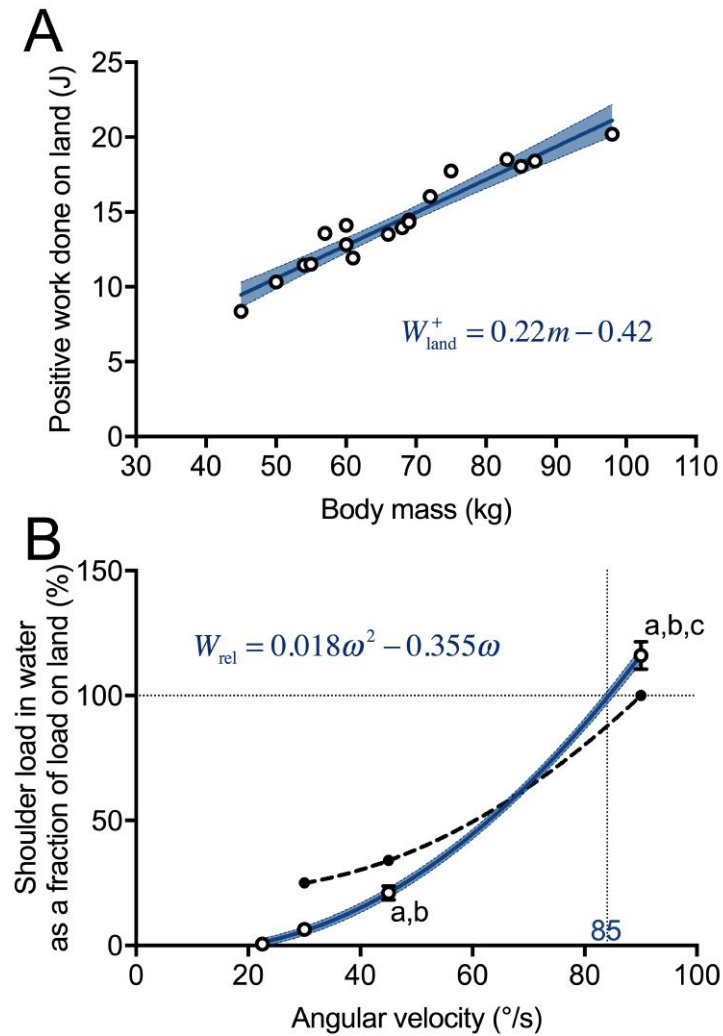 A
Positive work done on land (J)
25
20
15
10
5
0
W⁺land = 0.22m − 0.42
30 40 50 60 70 80 90 100 110
Body mass (kg)
B
Shoulder load in water
as a fraction of load on land (%)
150
100
50
0
Wrel = 0.018ω² − 0.355ω
a,b,c
a,b
85
0 20 40 60 80 100
Angular velocity (°/s)